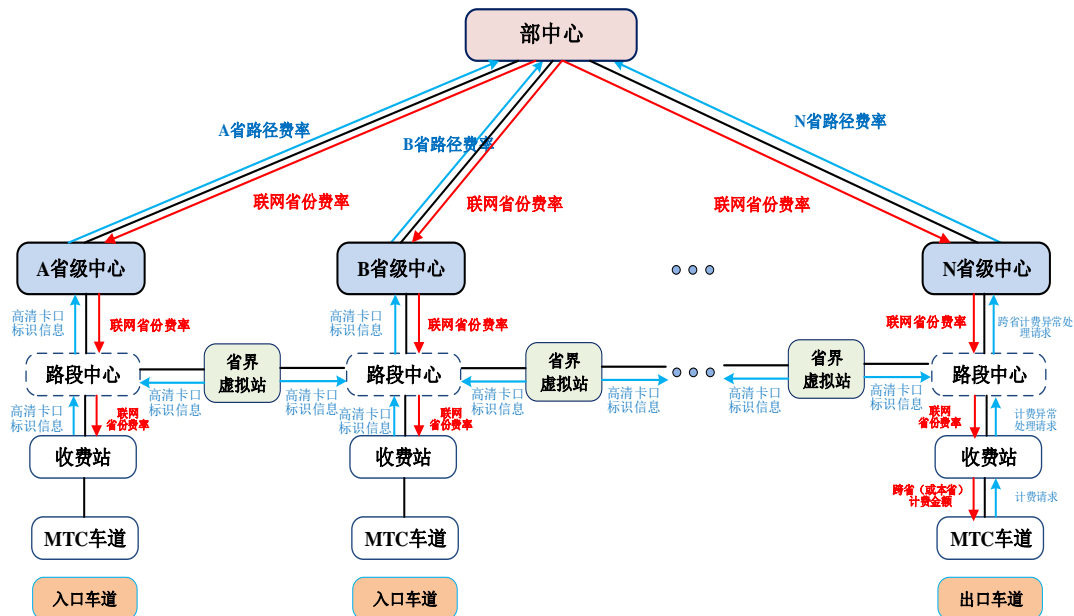 部中心
A省路径费率
B省路径费率
N省路径费率
联网省份费率
联网省份费率
联网省份费率
A省级中心
B省级中心
N省级中心
高清卡口
标识信息
联网省份费率
高清卡口
标识信息
联网省份费率
联网省份费率
跨省计费异常处
理请求
路段中心
省界
虚拟站
路段中心
省界
虚拟站
省界
虚拟站
路段中心
高清卡口
标识信息
高清卡口
标识信息
高清卡口
标识信息
高清卡口
标识信息
高清卡口
标识信息
高清卡口
标识信息
高清卡口
标识信息
高清卡口
标识信息
联网
省份费率
联网
省份费率
联网
省份费率
计费异常
处理请求
收费站
收费站
收费站
跨省（或本省）
计费金额
计费请求
MTC车道
MTC车道
MTC车道
入口车道
入口车道
出口车道